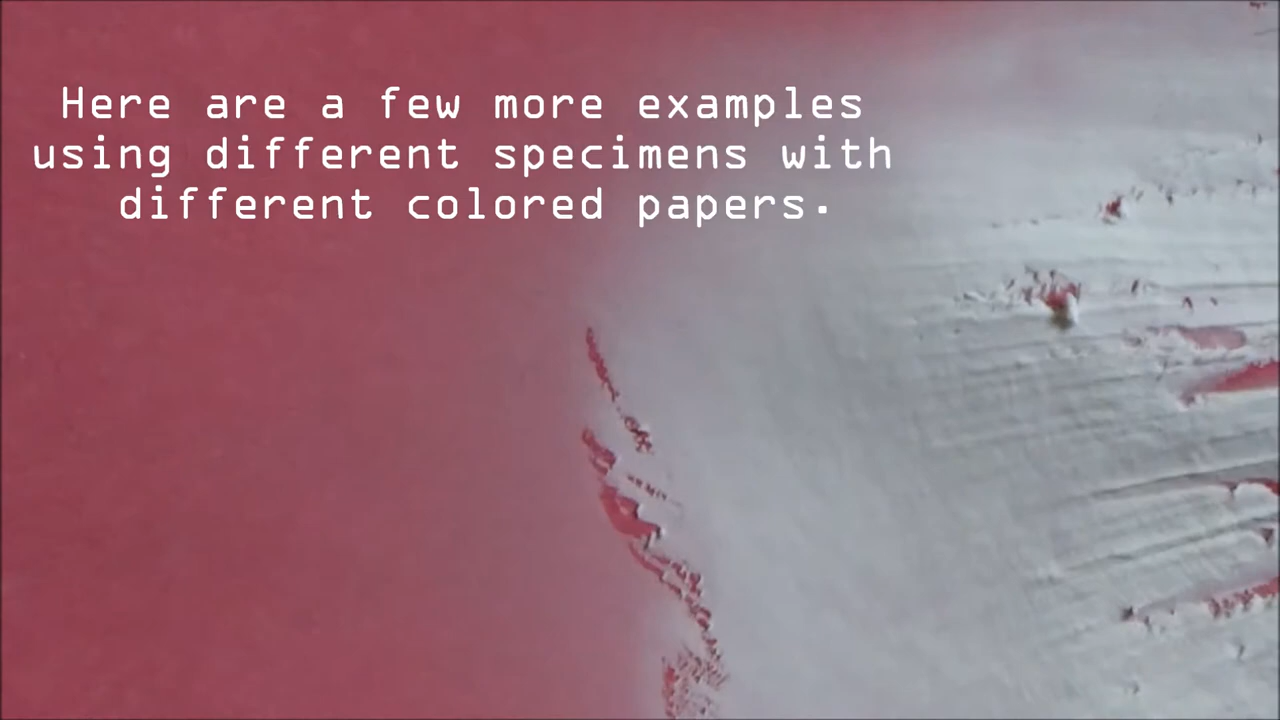 Here are a few more examples
using different specimens with
different colored papers.